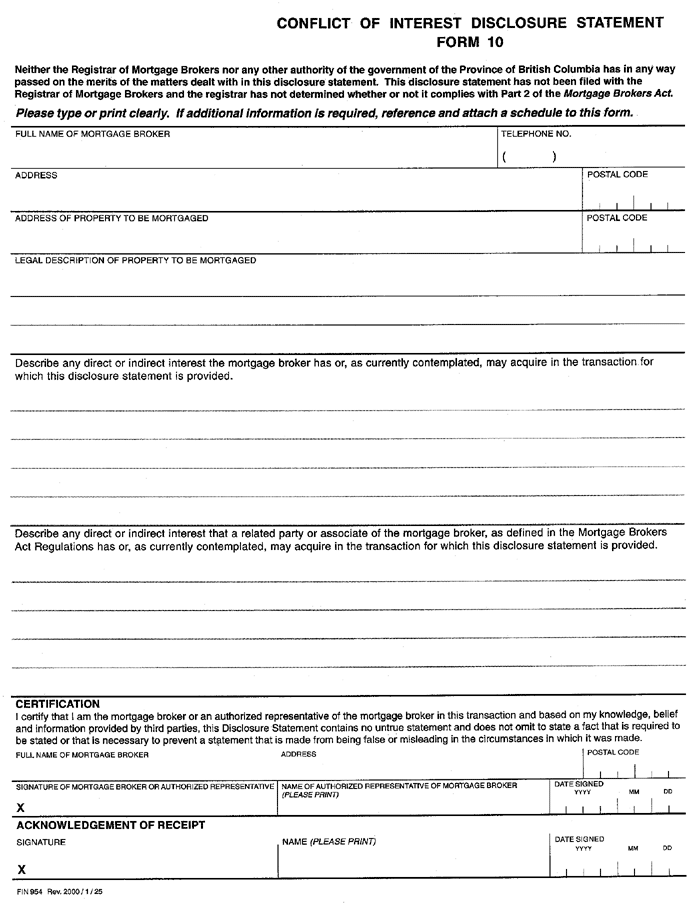 CONFLICT OF INTEREST DISCLOSURE STATEMENT
FORM 10
Neither the Registrar of Mortgage Brokers nor any other authority of the government of the Province of British Columbia has in any way
passed on the merits of the matters dealt with in this disclosure statement. This disclosure statement has not been filed with the
Registrar of Mortgage Brokers and the registrar has not determined whether or not it complies with Part 2 of the Mortgage Brokers Act.
Please type or print clearly. If additional information is required, reference and attach a schedule to this form.
FULL NAME OF MORTGAGE BROKER TELEPHONE NO.
( )
ADDRESS POSTAL CODE
ADDRESS OF PROPERTY TO BE MORTGAGED POSTAL CODE
LEGAL DESCRIPTION OF PROPERTY TO BE MORTGAGED
Describe any direct or indirect interest the mortgage broker has or, as currently contemplated, may acquire in the transaction for
which this disclosure statement is provided.
Describe any direct or indirect interest that a related party or associate of the mortgage broker, as defined in the Mortgage Brokers
Act Regulations has or, as currently contemplated, may acquire in the transaction for which this disclosure statement is provided.
CERTIFICATION
I certify that I am the mortgage broker or an authorized representative of the mortgage broker in this transaction and based on my knowledge, belief
and information provided by third parties, this Disclosure Statement contains no untrue statement and does not omit to state a fact that is required to
be stated or that is necessary to prevent a statement that is made from being false or misleading in the circumstances in which it was made.
FULL NAME OF MORTGAGE BROKER ADDRESS POSTAL CODE
SIGNATURE OF MORTGAGE BROKER OR AUTHORIZED REPRESENTATIVE NAME OF AUTHORIZED REPRESENTATIVE OF MORTGAGE BROKER DATE SIGNED
(PLEASE PRINT) YYYY MM DD
X
ACKNOWLEDGEMENT OF RECEIPT
SIGNATURE NAME (PLEASE PRINT) DATE SIGNED
YYYY MM DD
X
FIN 954 Rev. 2000 / 1 / 25